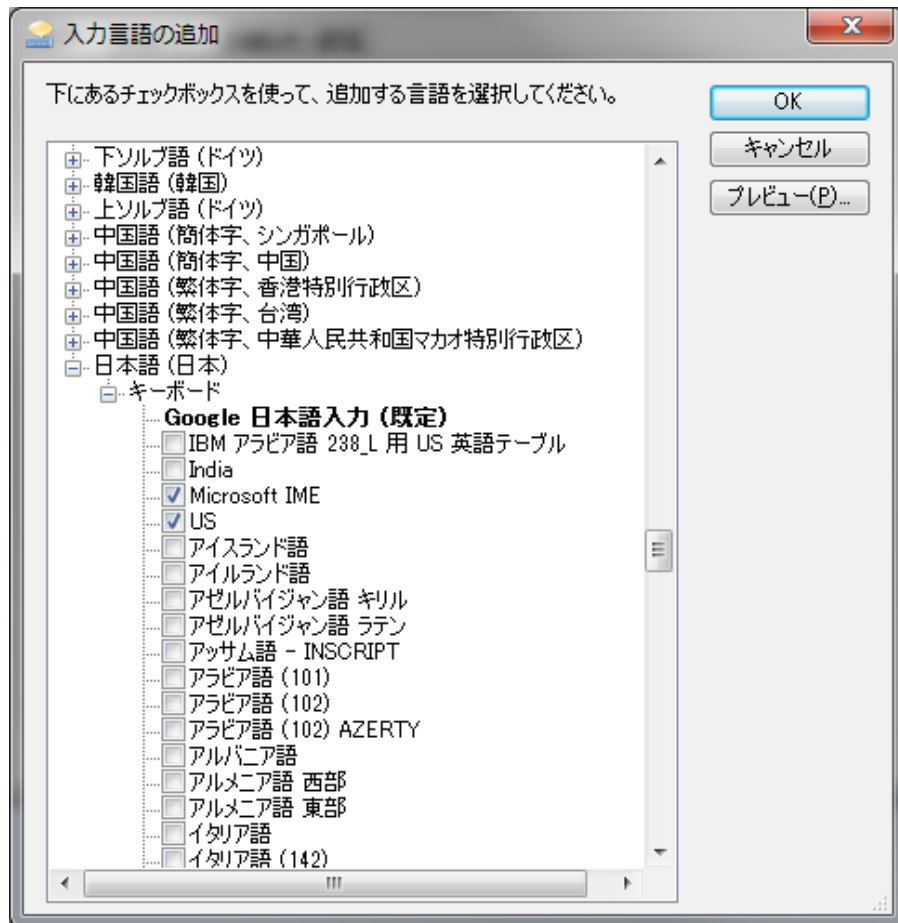 入力言語の追加
下にあるチェックボックスを使って、追加する言語を選択してください。
OK
キャンセル
プレビュー(P)...
下ソルブ語 (ドイツ)
韓国語 (韓国)
上ソルブ語 (ドイツ)
中国語 (簡体字、シンガポール)
中国語 (簡体字、中国)
中国語 (繁体字、香港特別行政区)
中国語 (繁体字、台湾)
中国語 (繁体字、中華人民共和国マカオ特別行政区)
日本語 (日本)
キーボード
Google 日本語入力 (既定)
IBM アラビア語 238_L 用 US 英語テーブル
India
Microsoft IME
US
アイスランド語
アイルランド語
アゼルバイジャン語 キリル
アゼルバイジャン語 ラテン
アッサム語 - INSCRIPT
アラビア語 (101)
アラビア語 (102)
アラビア語 (102) AZERTY
アルバニア語
アルメニア語 西部
アルメニア語 東部
イタリア語
イタリア語 (142)